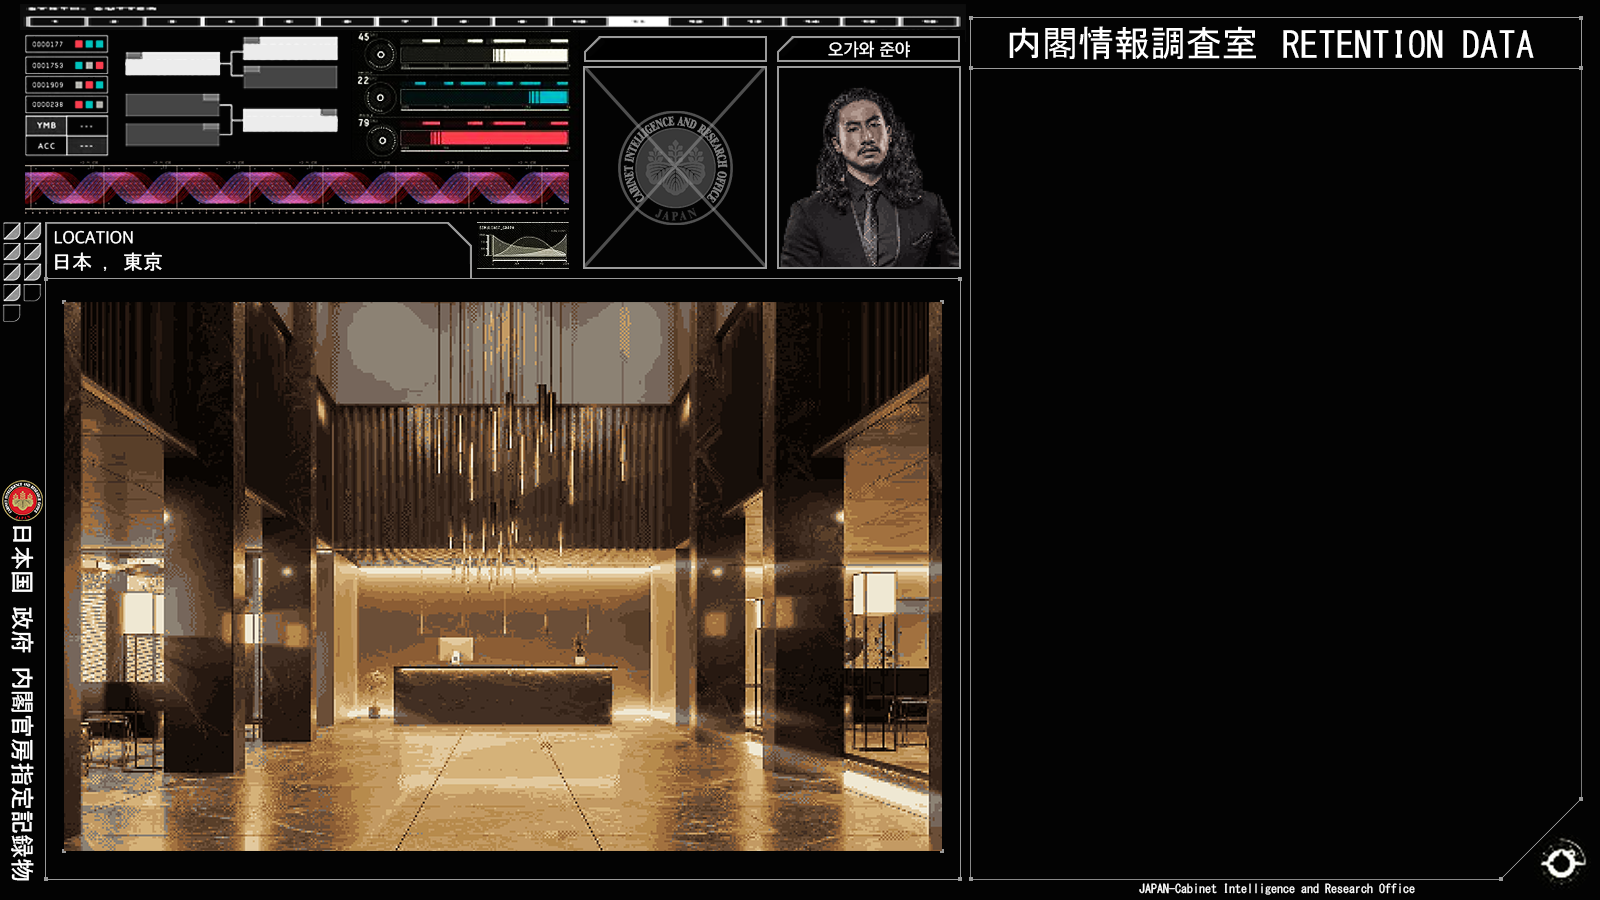 0000177
0001753
0001909
0000238
YMB ---
ACC ---
45
22
79
오가와 준야
CABINET INTELLIGENCE AND RESEARCH OFFICE
JAPAN
LOCATION
日本 , 東京
内閣情報調査室 RETENTION DATA
日本国 政府 内閣官房指定記録物
JAPAN-Cabinet Intelligence and Research Office